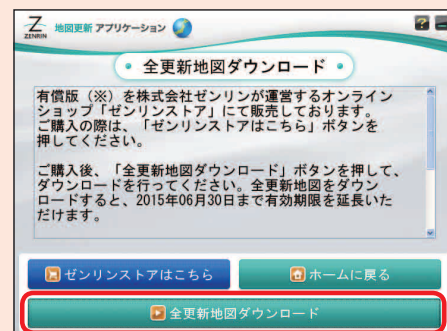 ZENRIN 地図更新 アプリケーション
?
全更新地図ダウンロード
有償版（※）を株式会社ゼンリンが運営するオンライン
ショップ「ゼンリンストア」にて販売しております。
ご購入の際は、「ゼンリンストアはこちら」ボタンを
押してください。
ご購入後、「全更新地図ダウンロード」ボタンを押して、
ダウンロードを行ってください。全更新地図をダウン
ロードすると、2015年06月30日まで有効期限を延長いた
だけます。
ゼンリンストアはこちら
ホームに戻る
全更新地図ダウンロード